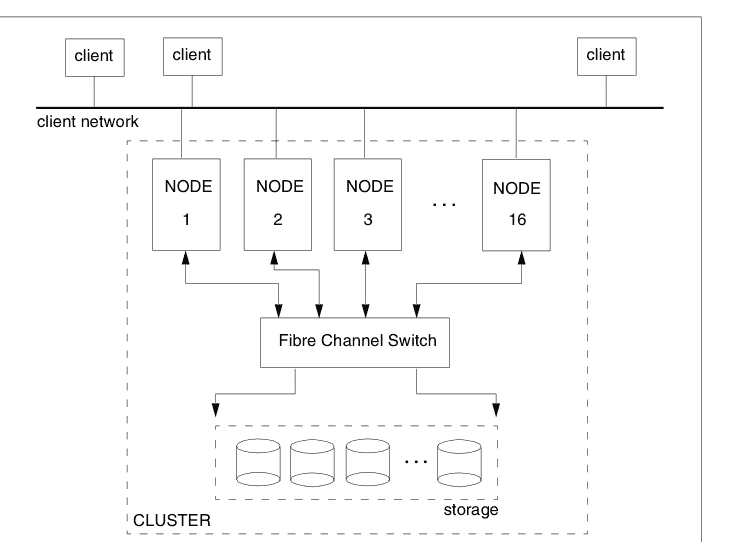 client
client
client
client network
NODE
1
NODE
2
NODE
3
...
NODE
16
Fibre Channel Switch
...
storage
CLUSTER